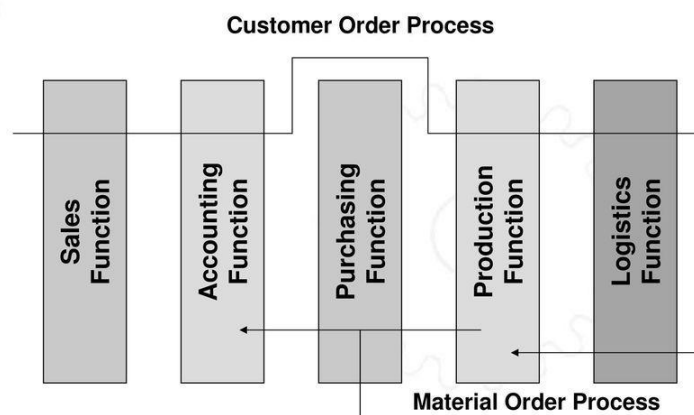 Customer Order Process
Sales
Function
Accounting
Function
Purchasing
Function
Production
Function
Logistics
Function
Material Order Process